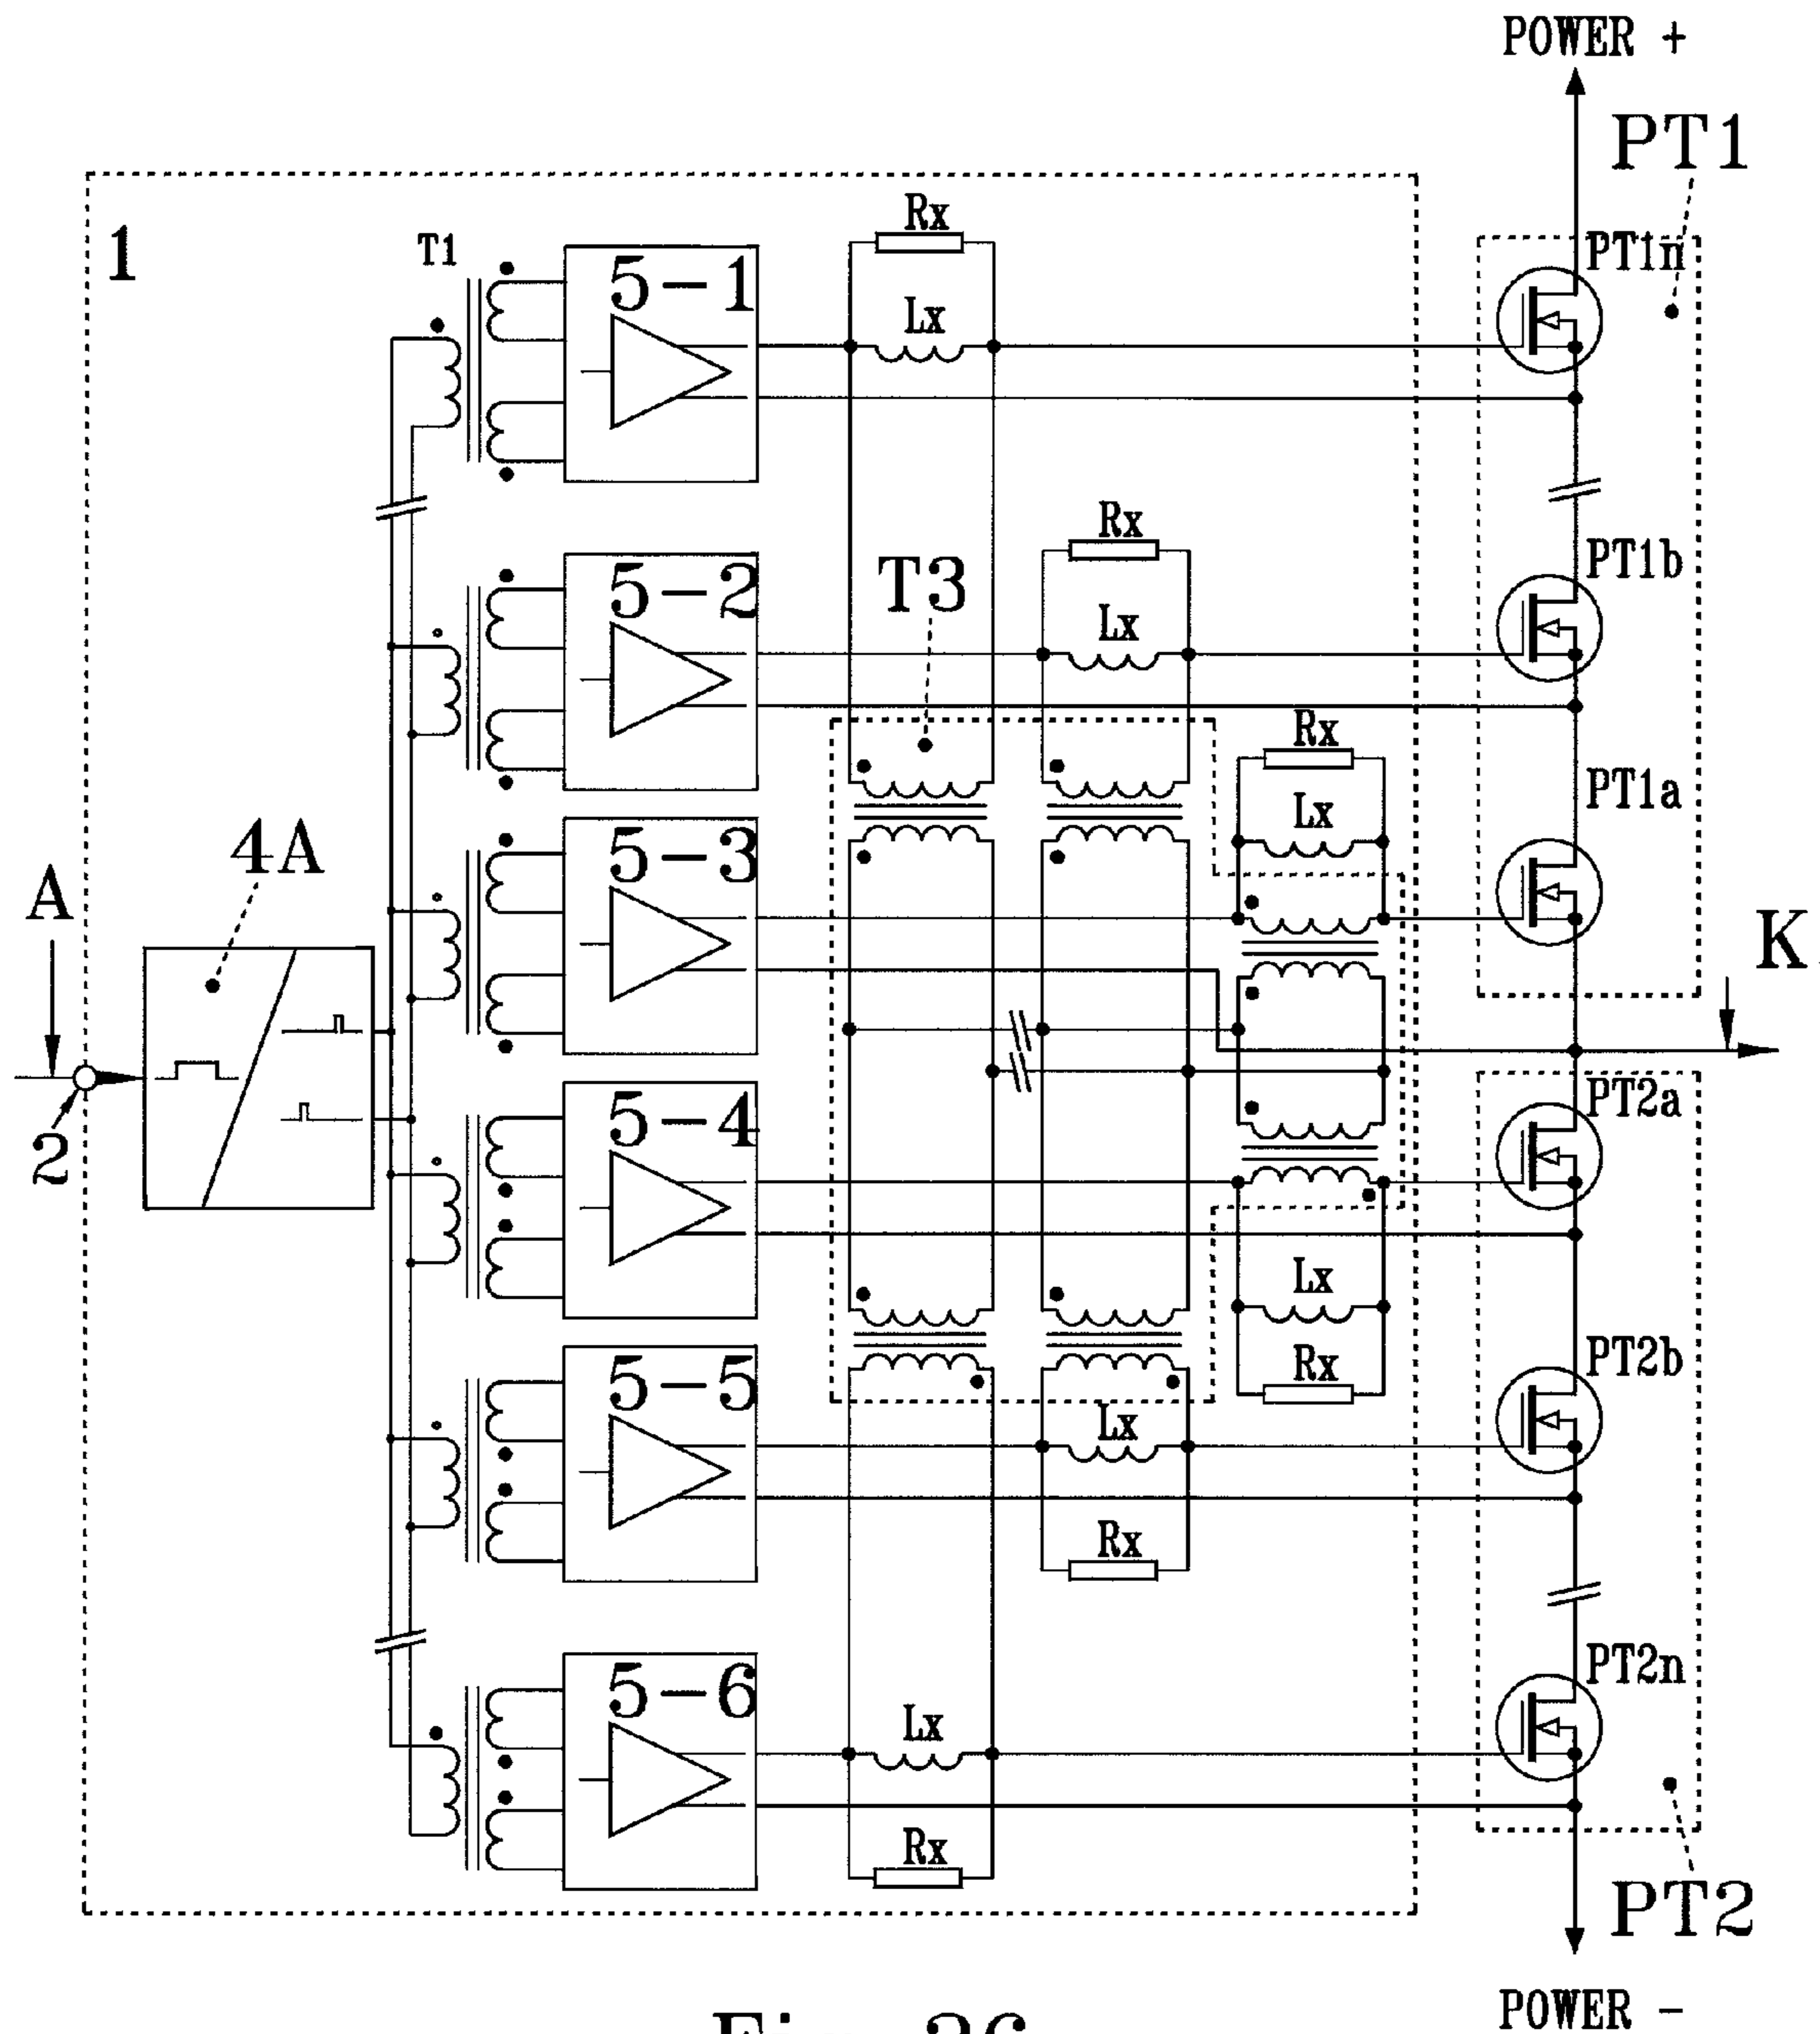 POWER +
PT1
1
T1
Rx
PT1n
5-1
Lx
Rx
PT1b
5-2
T3
Lx
Rx
PT1a
4A
5-3
Lx
A
K
2
5-4
PT2a
Lx
5-5
Rx
PT2b
Lx
Rx
5-6
PT2n
Lx
Rx
PT2
POWER -